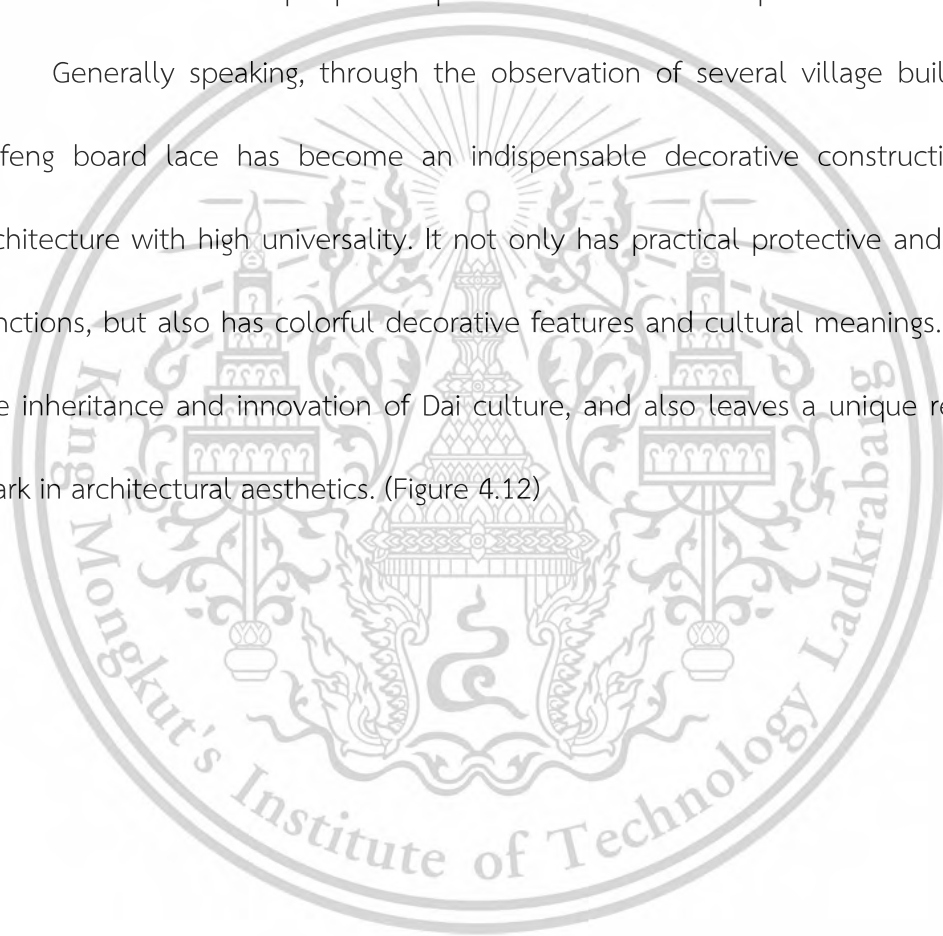 Generally speaking, through the observation of several village buil
feng board lace has become an indispensable decorative constructi
chitecture with high universality. It not only has practical protective and
nctions, but also has colorful decorative features and cultural meanings.
e inheritance and innovation of Dai culture, and also leaves a unique re
ark in architectural aesthetics. (Figure 4.12)
King Mongkut's Institute of Technology Ladkrabang